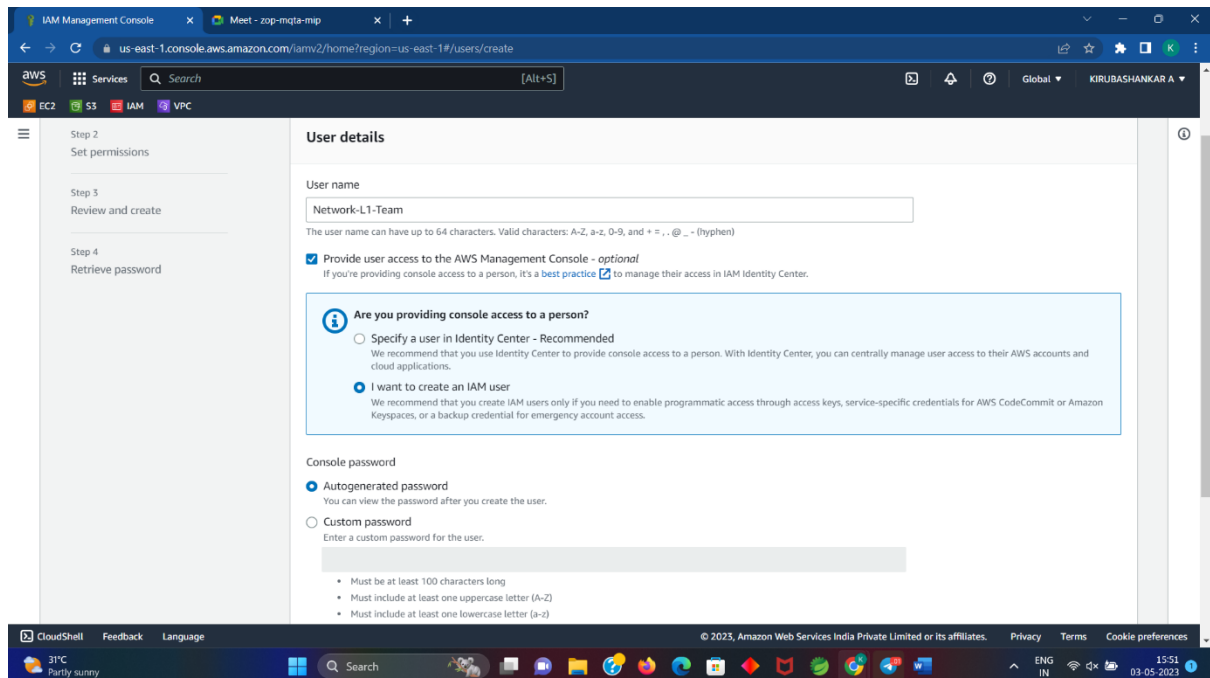 IAM Management Console
Meet - zop-mqta-mip
us-east-1.console.aws.amazon.com/iamv2/home?region=us-east-1#/users/create
K
aws
Services
Search
[Alt+S]
Global
KIRUBASHANKAR A
EC2
S3
IAM
VPC
Step 2
Set permissions
Step 3
Review and create
Step 4
Retrieve password
User details
User name
Network-L1-Team
The user name can have up to 64 characters. Valid characters: A-Z, a-z, 0-9, and + = , . @ _ - (hyphen)
Provide user access to the AWS Management Console - optional
If you're providing console access to a person, it's a best practice to manage their access in IAM Identity Center.
Are you providing console access to a person?
Specify a user in Identity Center - Recommended
We recommend that you use Identity Center to provide console access to a person. With Identity Center, you can centrally manage user access to their AWS accounts and
cloud applications.
I want to create an IAM user
We recommend that you create IAM users only if you need to enable programmatic access through access keys, service-specific credentials for AWS CodeCommit or Amazon
Keyspaces, or a backup credential for emergency account access.
Console password
Autogenerated password
You can view the password after you create the user.
Custom password
Enter a custom password for the user.
• Must be at least 100 characters long
• Must include at least one uppercase letter (A-Z)
• Must include at least one lowercase letter (a-z)
CloudShell
Feedback
Language
© 2023, Amazon Web Services India Private Limited or its affiliates.
Privacy
Terms
Cookie preferences
31°C
Partly sunny
Search
ENG
IN
15:51
03-05-2023
1